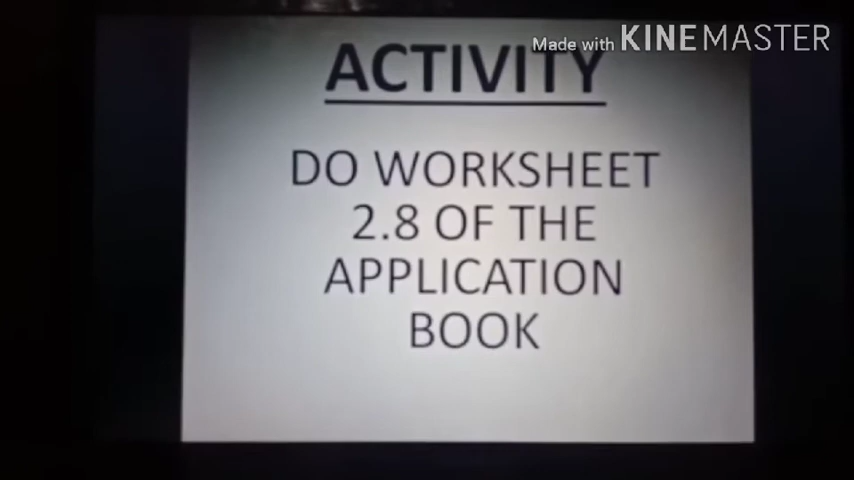 Made with KINEMASTER
ACTIVITY
DO WORKSHEET
2.8 OF THE
APPLICATION
BOOK